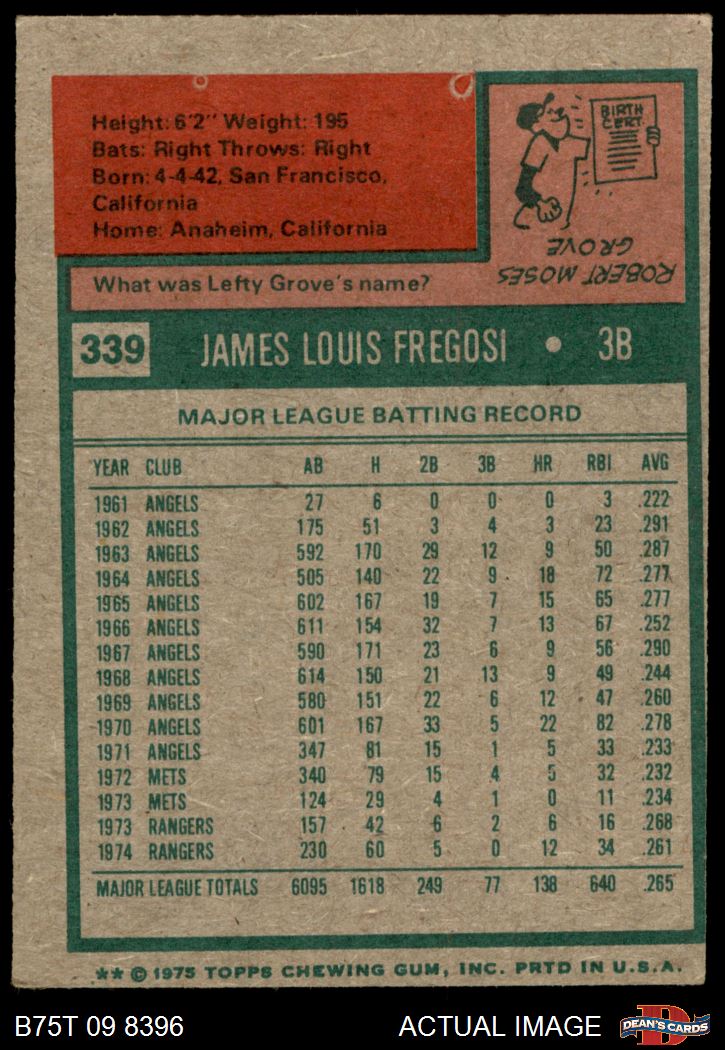 Height: 6'2" Weight: 195
Bats: Right Throws: Right
Born: 4-4-42, San Francisco,
California
Home: Anaheim, California
BIRTH
CERT.
ROBERT MOSES
GROVE
What was Lefty Grove's name?
339 JAMES LOUIS FREGOSI • 3B
MAJOR LEAGUE BATTING RECORD
YEAR CLUB AB H 2B 3B HR RBI AVG
1961 ANGELS 27 6 0 0 0 3 .222
1962 ANGELS 175 51 3 4 3 23 .291
1963 ANGELS 592 170 29 12 9 50 .287
1964 ANGELS 505 140 22 9 18 72 .277
1965 ANGELS 602 167 19 7 15 65 .277
1966 ANGELS 611 154 32 7 13 67 .252
1967 ANGELS 590 171 23 6 9 56 .290
1968 ANGELS 614 150 21 13 9 49 .244
1969 ANGELS 580 151 22 6 12 47 .260
1970 ANGELS 601 167 33 5 22 82 .278
1971 ANGELS 347 81 15 1 5 33 .233
1972 METS 340 79 15 4 5 32 .232
1973 METS 124 29 4 1 0 11 .234
1973 RANGERS 157 42 6 2 6 16 .268
1974 RANGERS 230 60 5 0 12 34 .261
MAJOR LEAGUE TOTALS 6095 1618 249 77 138 640 .265
** © 1975 TOPPS CHEWING GUM, INC. PRTD IN U.S.A.
B75T 09 8396 ACTUAL IMAGE D DEAN'S CARDS